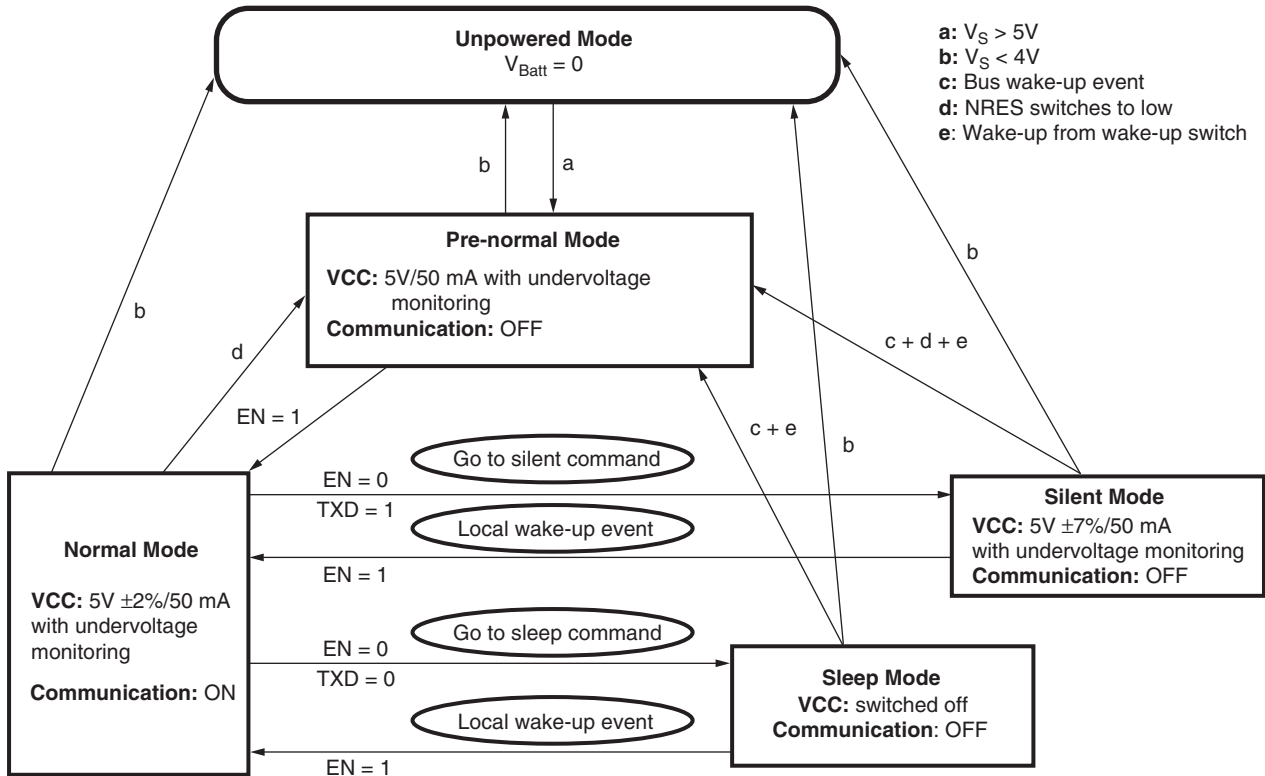 Unpowered Mode
V_Batt = 0
a: V_S > 5V
b: V_S < 4V
c: Bus wake-up event
d: NRES switches to low
e: Wake-up from wake-up switch
b
a
b
Pre-normal Mode
VCC: 5V/50 mA with undervoltage
monitoring
Communication: OFF
b
d
c + d + e
EN = 1
c + e
b
Go to silent command
EN = 0
TXD = 1
Local wake-up event
EN = 1
Silent Mode
VCC: 5V ±7%/50 mA
with undervoltage monitoring
Communication: OFF
Normal Mode
VCC: 5V ±2%/50 mA
with undervoltage
monitoring
Communication: ON
Go to sleep command
EN = 0
TXD = 0
Local wake-up event
EN = 1
Sleep Mode
VCC: switched off
Communication: OFF